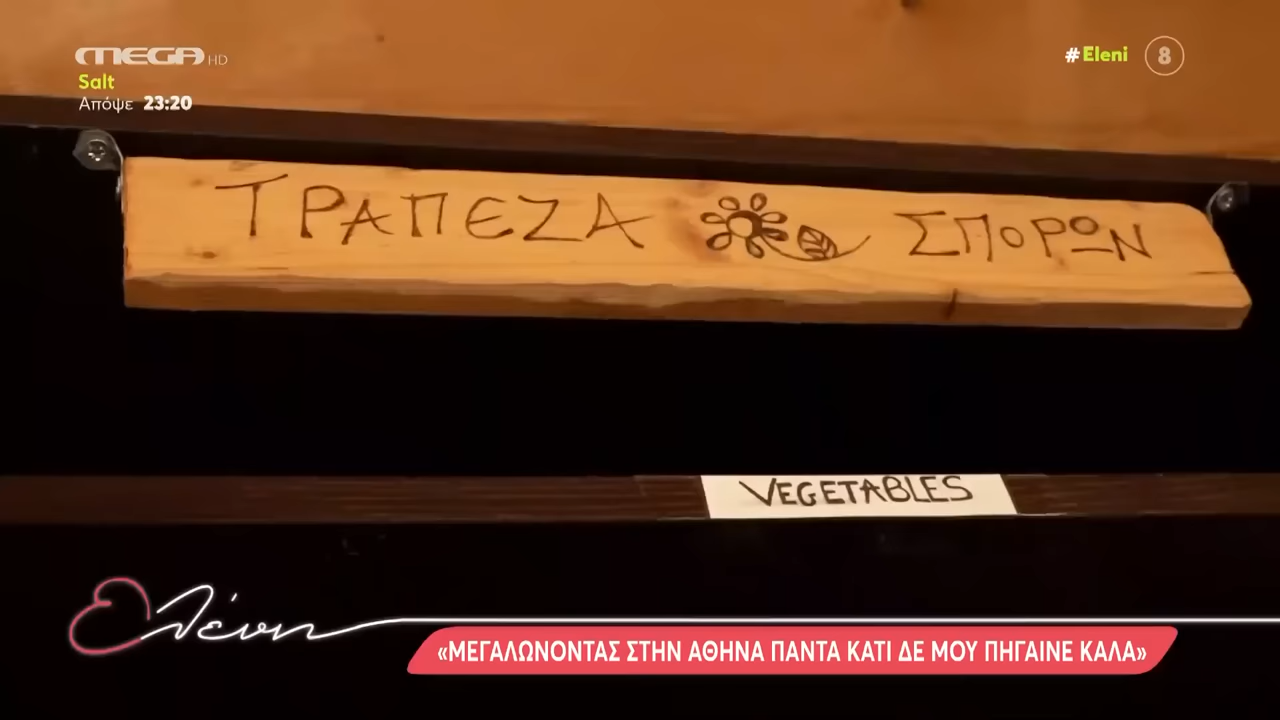 MEGA HD
Salt
Απόψε 23:20
#Eleni 8
ΤΡΑΠΕΖΑ ΣΠΟΡΩΝ
VEGETABLES
Ελένη
«ΜΕΓΑΛΩΝΟΝΤΑΣ ΣΤΗΝ ΑΘΗΝΑ ΠΑΝΤΑ ΚΑΤΙ ΔΕ ΜΟΥ ΠΗΓΑΙΝΕ ΚΑΛΑ»